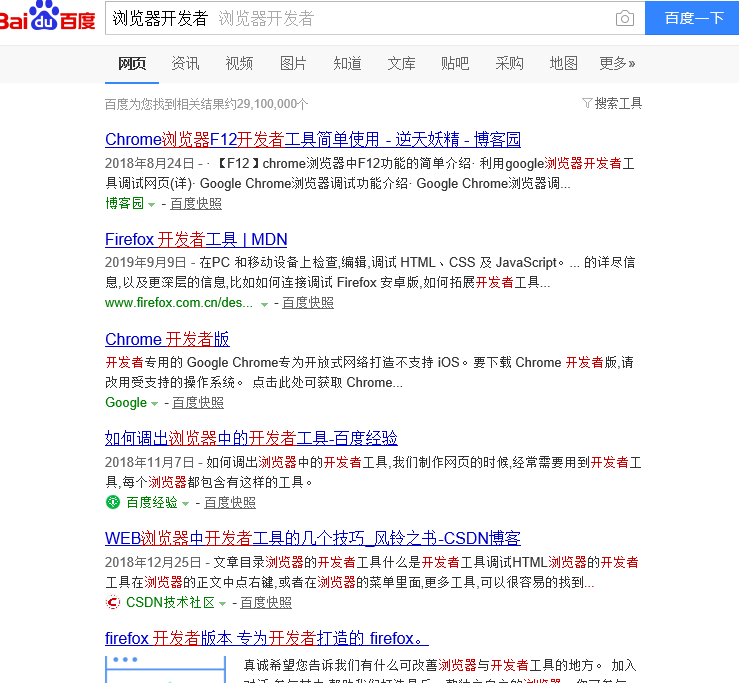 Bai du 百度 浏览器开发者 浏览器开发者 百度一下
网页 资讯 视频 图片 知道 文库 贴吧 采购 地图 更多»
百度为您找到相关结果约29,100,000个 搜索工具
Chrome浏览器F12开发者工具简单使用 - 逆天妖精 - 博客园
2018年8月24日 - ·【F12】chrome浏览器中F12功能的简单介绍· 利用google浏览器开发者工
具调试网页(详)· Google Chrome浏览器调试功能介绍· Google Chrome浏览器调...
博客园 - 百度快照
Firefox 开发者工具 | MDN
2019年9月9日 - 在PC 和移动设备上检查,编辑,调试 HTML、CSS 及 JavaScript。... 的详尽信
息,以及更深层的信息,比如如何连接调试 Firefox 安卓版,如何拓展开发者工具...
www.firefox.com.cn/des... - 百度快照
Chrome 开发者版
开发者专用的 Google Chrome专为开放式网络打造不支持 iOS。要下载 Chrome 开发者版,请
改用受支持的操作系统。 点击此处可获取 Chrome...
Google - 百度快照
如何调出浏览器中的开发者工具-百度经验
2018年11月7日 - 如何调出浏览器中的开发者工具,我们制作网页的时候,经常需要用到开发者工
具,每个浏览器都包含有这样的工具。
百度经验 - 百度快照
WEB浏览器中开发者工具的几个技巧_风铃之书-CSDN博客
2018年12月25日 - 文章目录浏览器的开发者工具什么是开发者工具调试HTML浏览器的开发者
工具在浏览器的正文中点右键,或者在浏览器的菜单里面,更多工具,可以很容易的找到...
CSDN技术社区 - 百度快照
firefox 开发者版本 专为开发者打造的 firefox。
真诚希望您告诉我们有什么可改善浏览器与开发者工具的地方。 加入